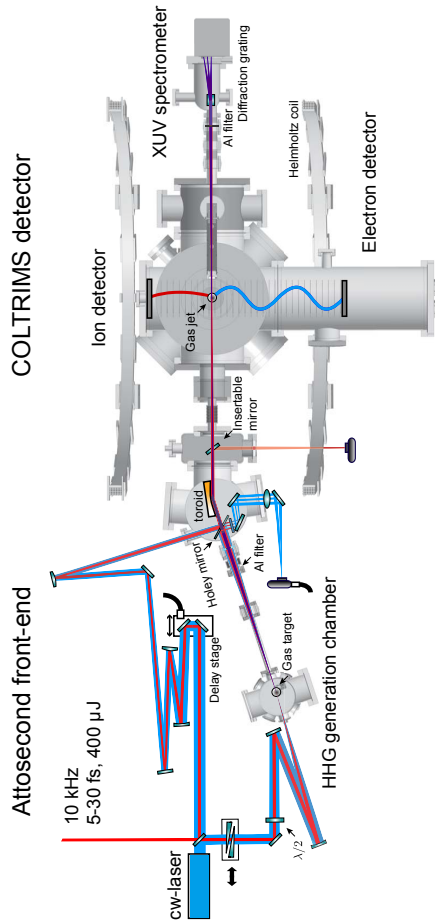 Attosecond front-end
COLTRIMS detector
10 kHz
5-30 fs, 400 μJ
cw-laser
Delay stage
λ/2
HHG generation chamber
Gas target
Holey mirror
Al filter
toroid
Insertable
mirror
Ion detector
Gas jet
Electron detector
Helmholtz coil
XUV spectrometer
Al filter
Diffraction grating